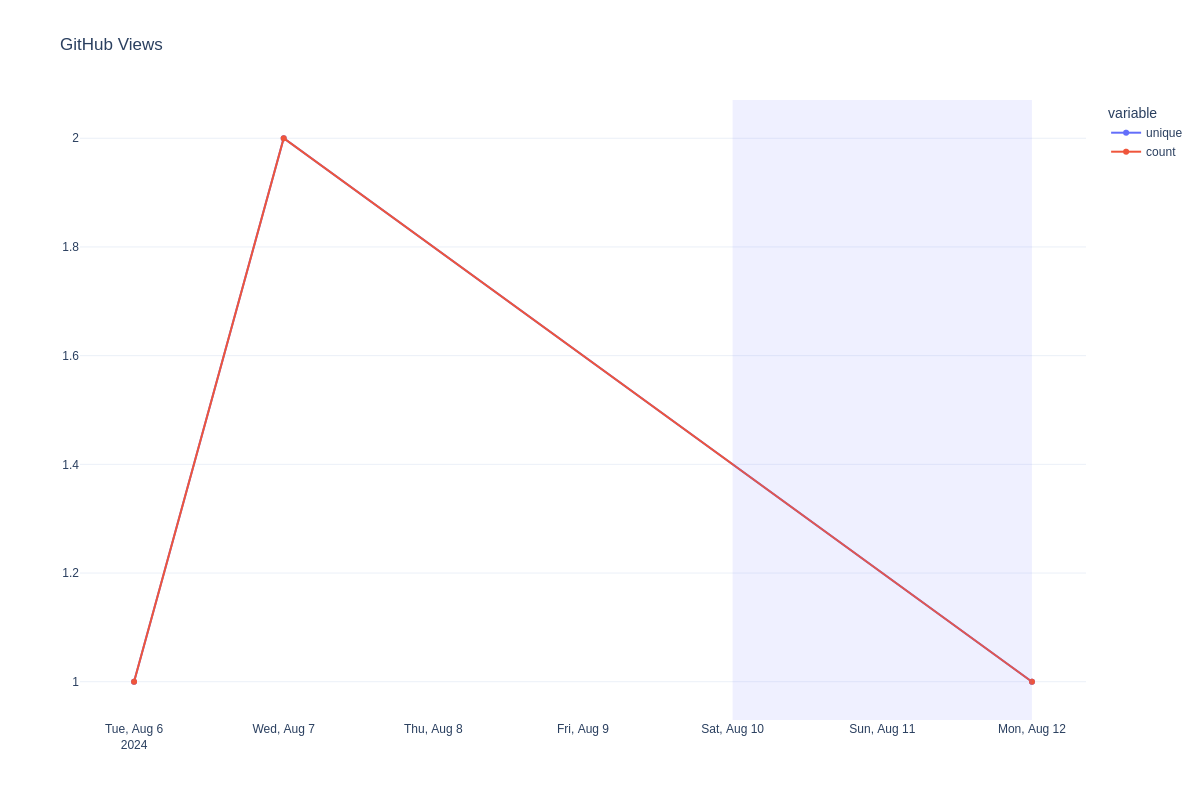 GitHub Views
variable
unique
count
2
1.8
1.6
1.4
1.2
1
Tue, Aug 6
2024
Wed, Aug 7
Thu, Aug 8
Fri, Aug 9
Sat, Aug 10
Sun, Aug 11
Mon, Aug 12